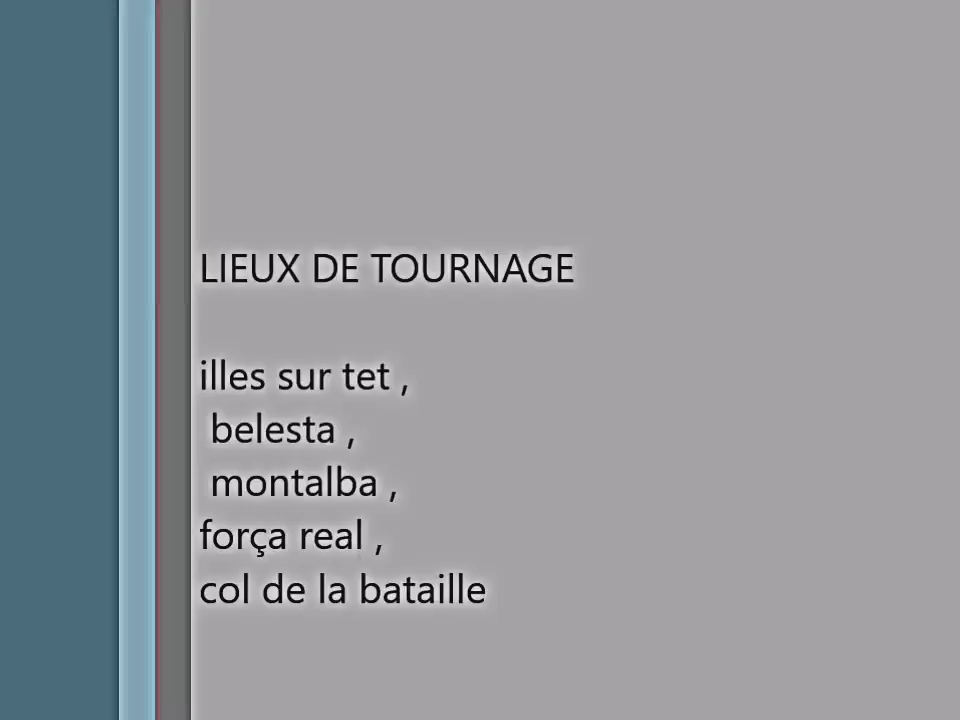 LIEUX DE TOURNAGE
illes sur tet ,
belesta ,
montalba ,
força real ,
col de la bataille